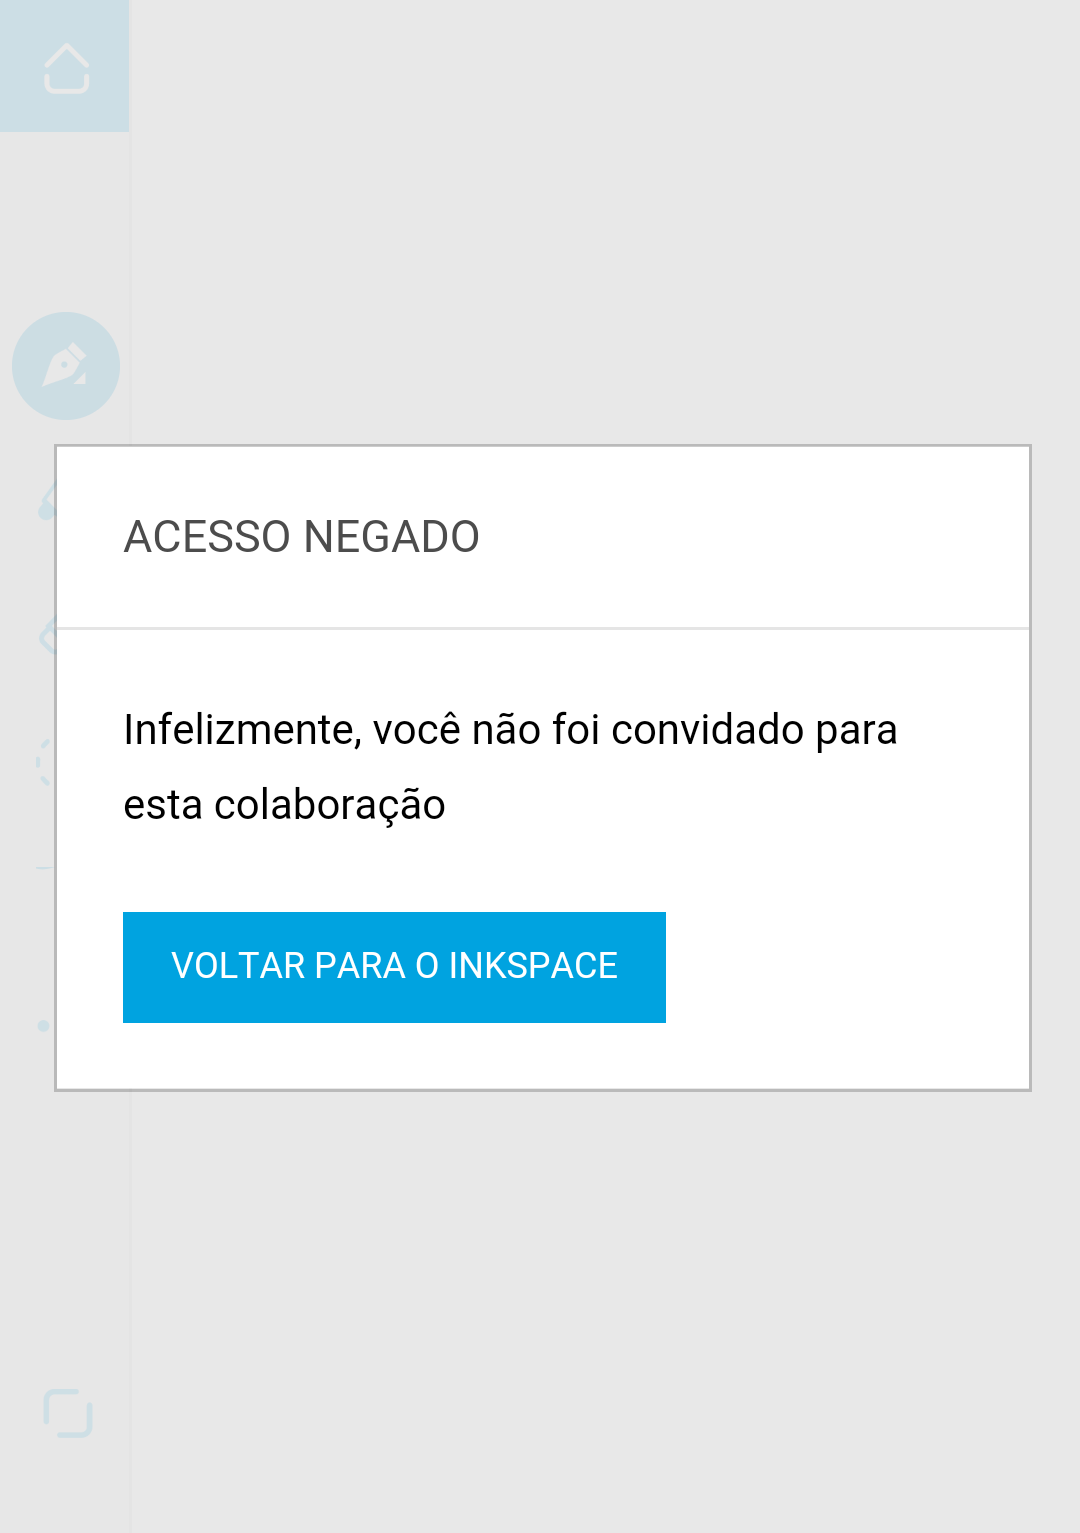 ACESSO NEGADO
Infelizmente, você não foi convidado para
esta colaboração
VOLTAR PARA O INKSPACE